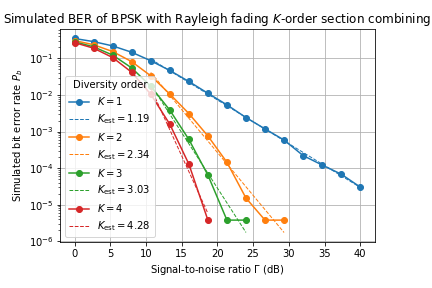 Simulated BER of BPSK with Rayleigh fading K-order section combining
Simulated bit error rate P_b
10⁻¹
10⁻²
10⁻³
10⁻⁴
10⁻⁵
10⁻⁶
Diversity order
K = 1
K_est = 1.19
K = 2
K_est = 2.34
K = 3
K_est = 3.03
K = 4
K_est = 4.28
0 5 10 15 20 25 30 35 40
Signal-to-noise ratio Γ (dB)